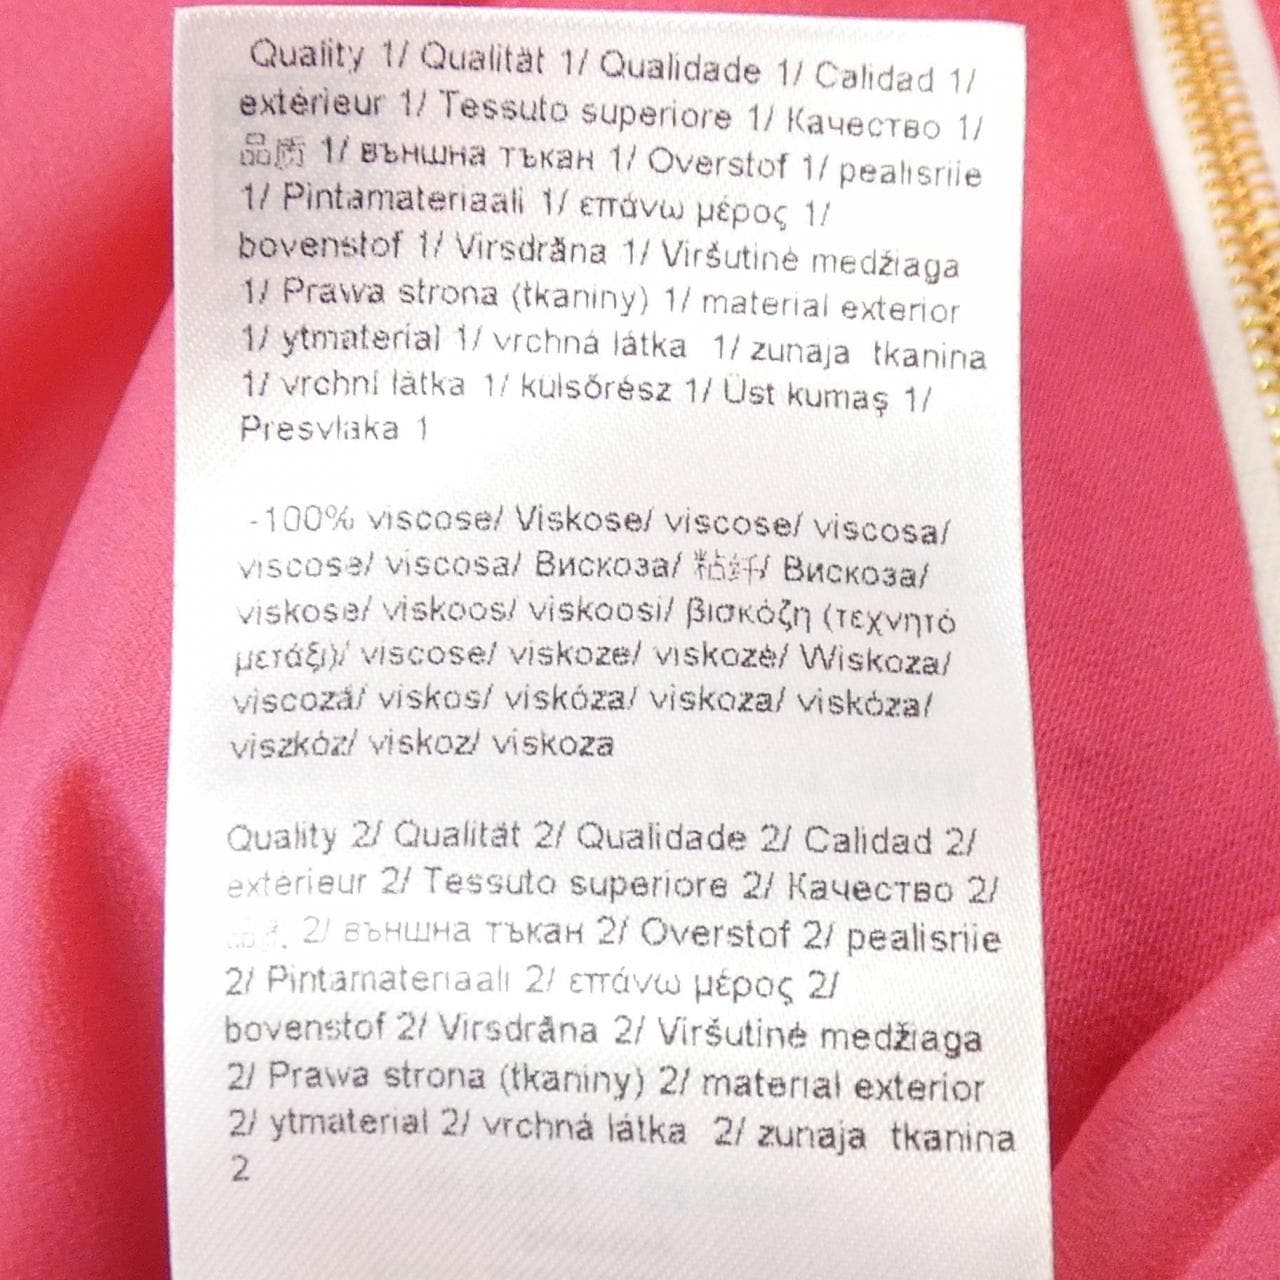 Quality 1/ Qualität 1/ Qualidade 1/ Calidad 1/
extérieur 1/ Tessuto superiore 1/ Качество 1/
品质 1/ външна тъкан 1/ Overstof 1/ pealisriie
1/ Pintamateriaali 1/ επάνω μέρος 1/
bovenstof 1/ Virsdrāna 1/ Viršutinė medžiaga
1/ Prawa strona (tkaniny) 1/ material exterior
1/ ytmaterial 1/ vrchná látka 1/ zunaja tkanina
1/ vrchní látka 1/ külsőrész 1/ Üst kumaş 1/
Presvlaka 1
-100% viscose/ Viskose/ viscose/ viscosa/
viscose/ viscosa/ Вискоза/ 粘纤/ Вискоза/
viskose/ viskoos/ viskoosi/ βισκόζη (τεχνητό
μετάξι)/ viscose/ viskoze/ viskozė/ Wiskoza/
viscoză/ viskos/ viskóza/ viskoza/ viskóza/
viszkóz/ viskoz/ viskoza
Quality 2/ Qualität 2/ Qualidade 2/ Calidad 2/
extérieur 2/ Tessuto superiore 2/ Качество 2/
2/ външна тъкан 2/ Overstof 2/ pealisriie
2/ Pintamateriaali 2/ επάνω μέρος 2/
bovenstof 2/ Virsdrāna 2/ Viršutinė medžiaga
2/ Prawa strona (tkaniny) 2/ material exterior
2/ ytmaterial 2/ vrchná látka 2/ zunaja tkanina
2